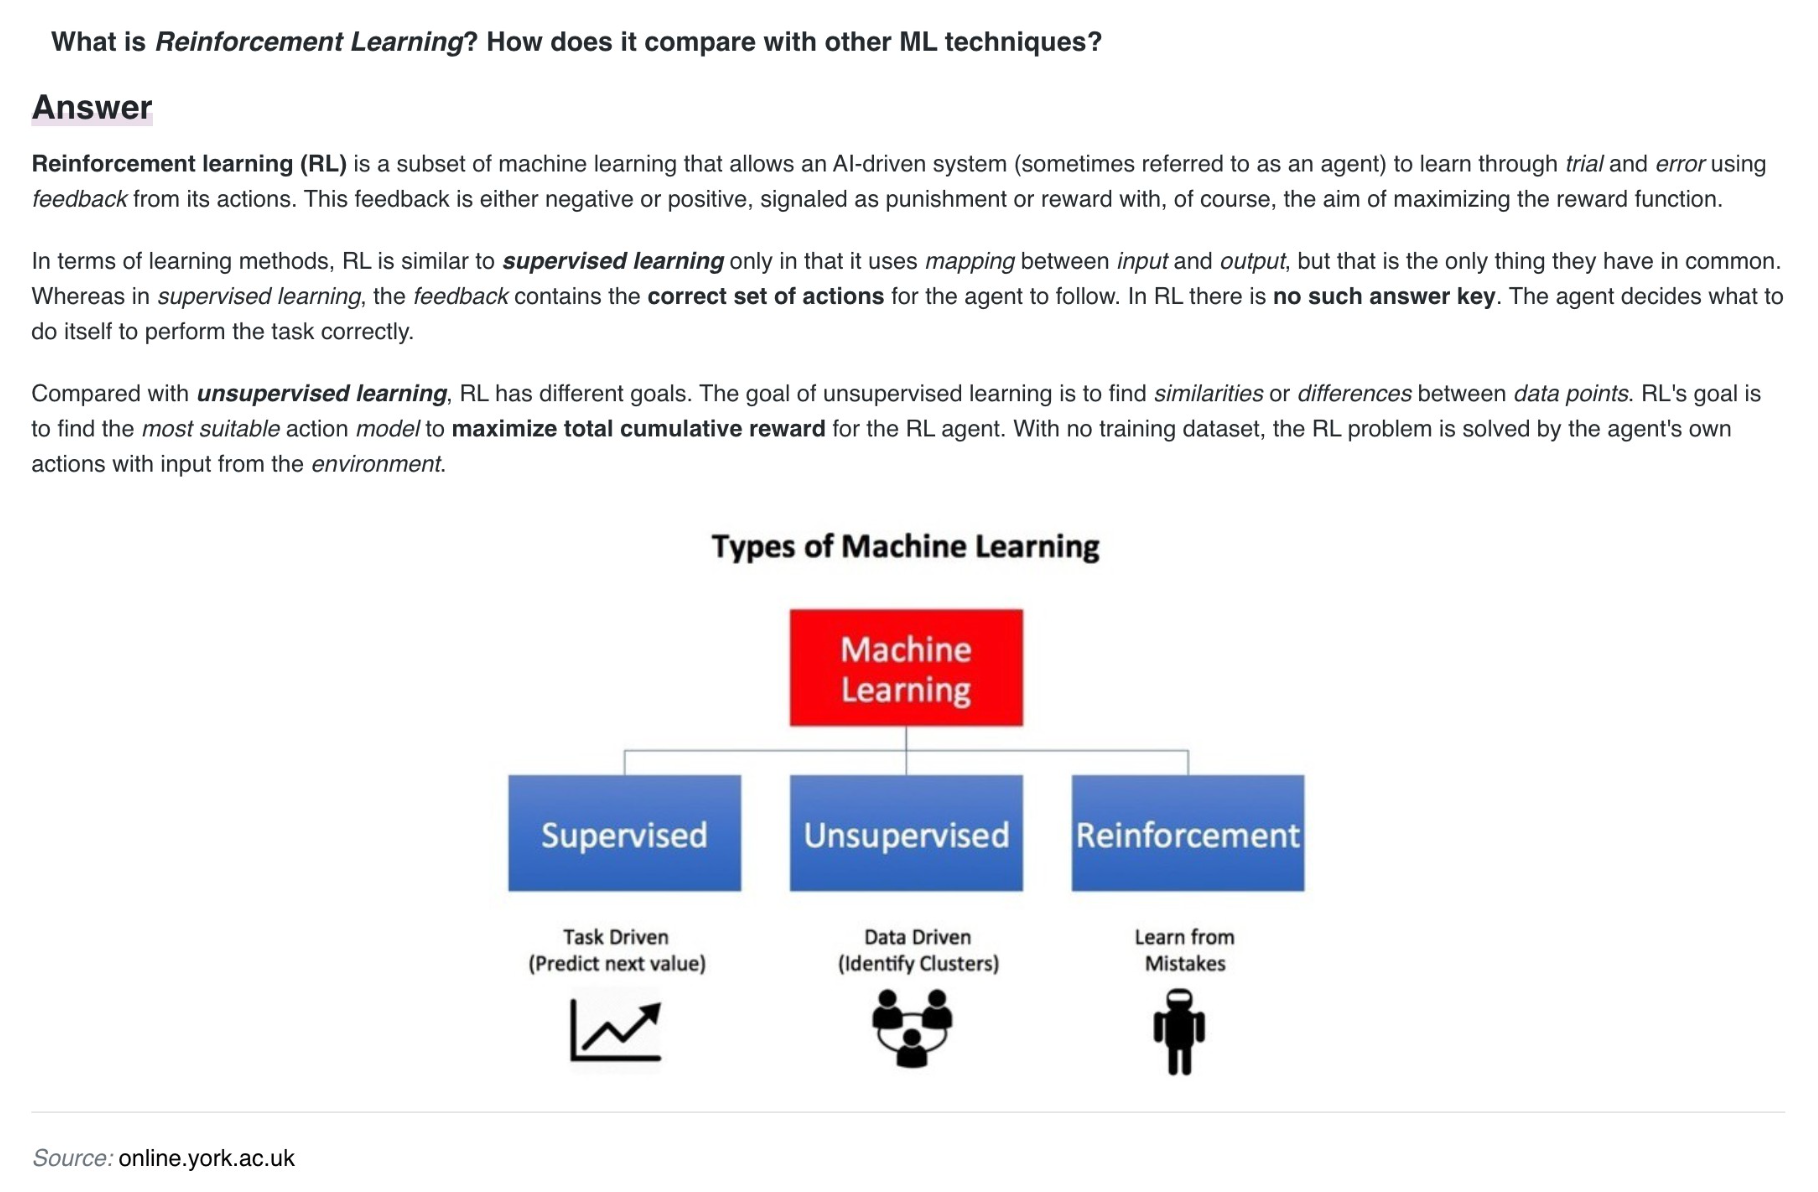 What is Reinforcement Learning? How does it compare with other ML techniques?
Answer
Reinforcement learning (RL) is a subset of machine learning that allows an AI-driven system (sometimes referred to as an agent) to learn through trial and error using
feedback from its actions. This feedback is either negative or positive, signaled as punishment or reward with, of course, the aim of maximizing the reward function.
In terms of learning methods, RL is similar to supervised learning only in that it uses mapping between input and output, but that is the only thing they have in common.
Whereas in supervised learning, the feedback contains the correct set of actions for the agent to follow. In RL there is no such answer key. The agent decides what to
do itself to perform the task correctly.
Compared with unsupervised learning, RL has different goals. The goal of unsupervised learning is to find similarities or differences between data points. RL's goal is
to find the most suitable action model to maximize total cumulative reward for the RL agent. With no training dataset, the RL problem is solved by the agent's own
actions with input from the environment.
Types of Machine Learning
Machine
Learning
Supervised
Unsupervised
Reinforcement
Task Driven
(Predict next value)
Data Driven
(Identify Clusters)
Learn from
Mistakes
Source: online.york.ac.uk